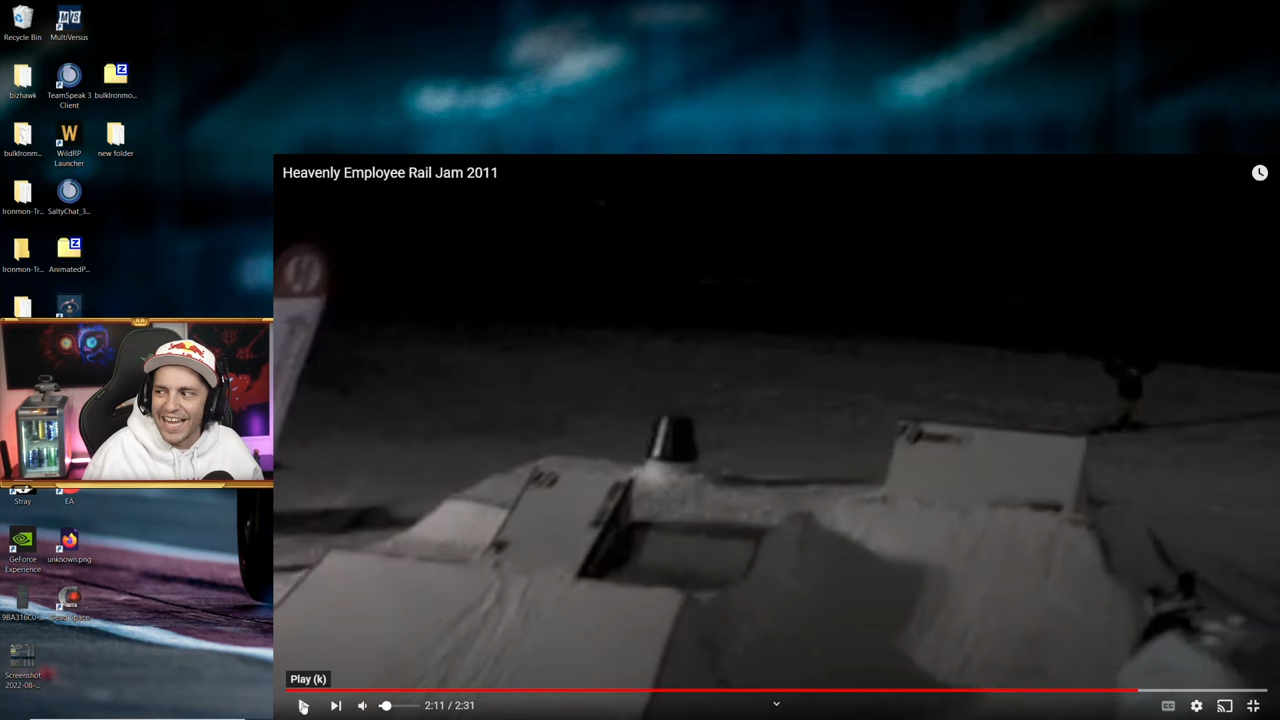 Recycle Bin
MultiVersus
bizhawk
TeamSpeak 3
Client
bulkIronmo...
bulkIronm...
WildRP
Launcher
new folder
Ironmon-Tr...
SaltyChat_3...
Ironmon-Tr...
AnimatedP...
Stray
EA
GeForce
Experience
unknown.png
Screenshot
2022-08-...
Heavenly Employee Rail Jam 2011
Play (k)
2:11 / 2:31
CC